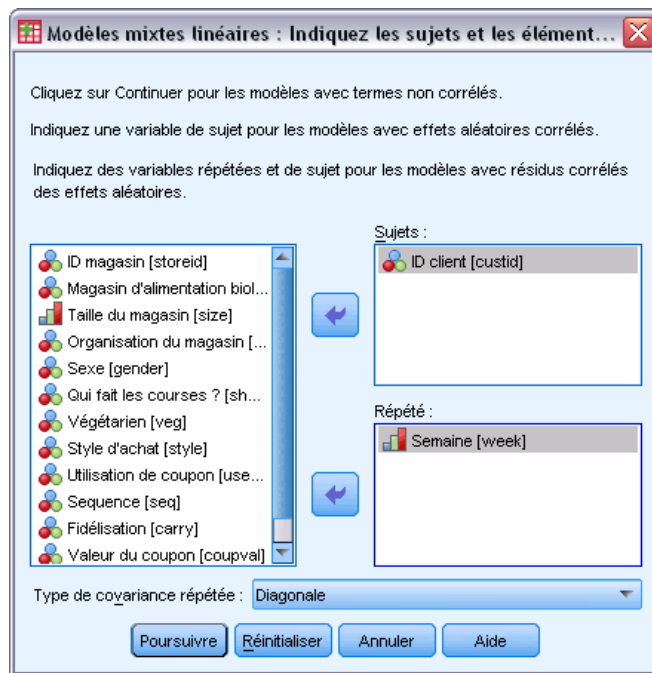 Modèles mixtes linéaires : Indiquez les sujets et les élément...
Cliquez sur Continuer pour les modèles avec termes non corrélés.
Indiquez une variable de sujet pour les modèles avec effets aléatoires corrélés.
Indiquez des variables répétées et de sujet pour les modèles avec résidus corrélés
des effets aléatoires.
ID magasin [storeid]
Magasin d'alimentation biol...
Taille du magasin [size]
Organisation du magasin [...
Sexe [gender]
Qui fait les courses ? [sh...
Végétarien [veg]
Style d'achat [style]
Utilisation de coupon [use...
Sequence [seq]
Fidélisation [carry]
Valeur du coupon [coupval]
Sujets :
ID client [custid]
Répété :
Semaine [week]
Type de covariance répétée : Diagonale
Poursuivre Réinitialiser Annuler Aide